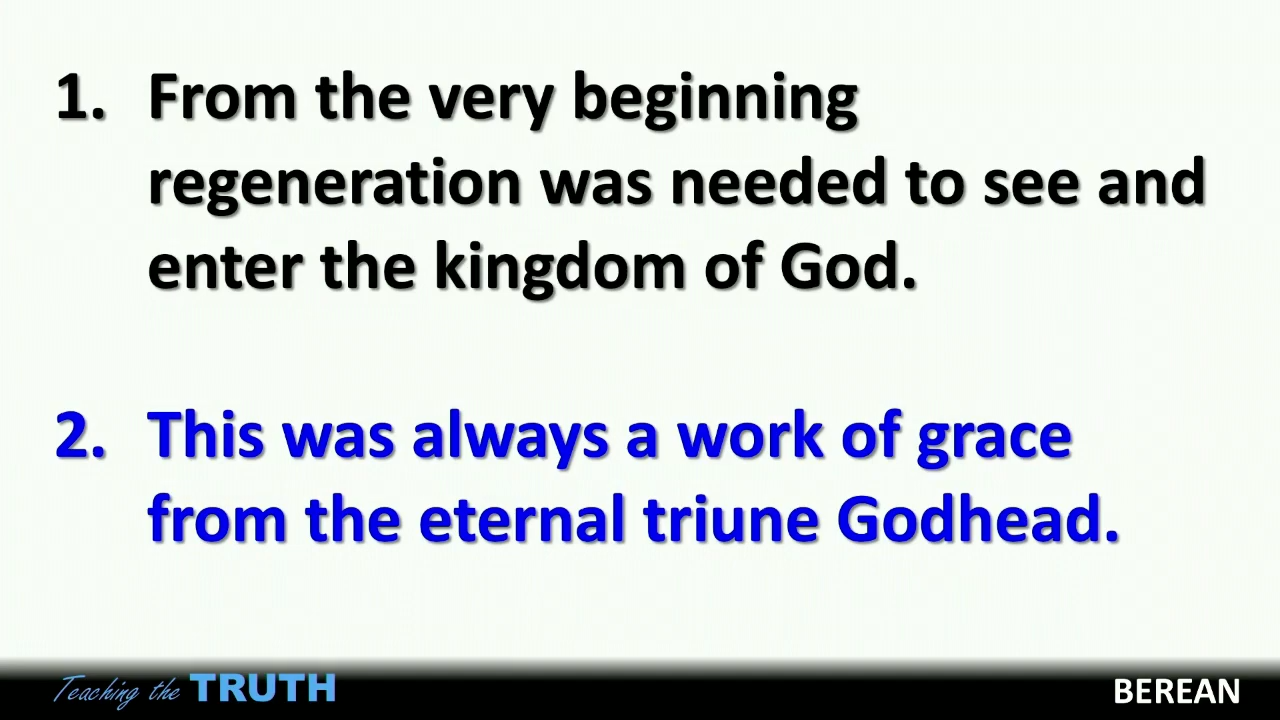 1. From the very beginning
regeneration was needed to see and
enter the kingdom of God.
2. This was always a work of grace
from the eternal triune Godhead.
Teaching the TRUTH
BEREAN